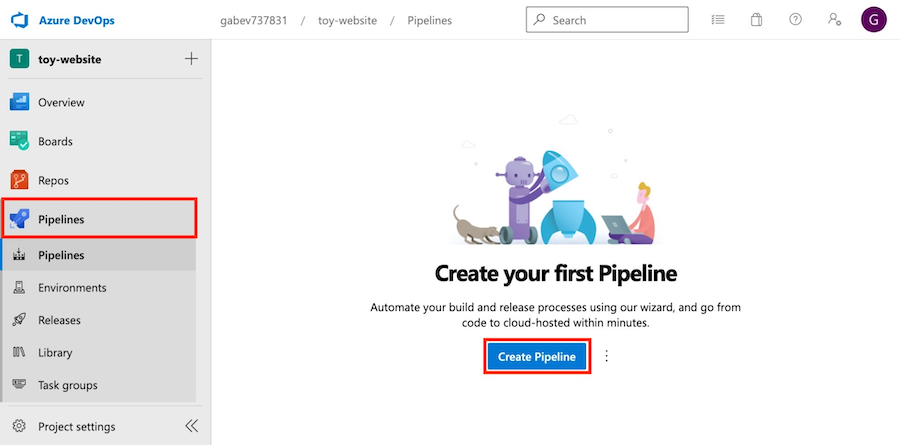 Azure DevOps
gabev737831 / toy-website / Pipelines
Search
G
T toy-website
Overview
Boards
Repos
Pipelines
Pipelines
Environments
Releases
Library
Task groups
Project settings
Create your first Pipeline
Automate your build and release processes using our wizard, and go from
code to cloud-hosted within minutes.
Create Pipeline